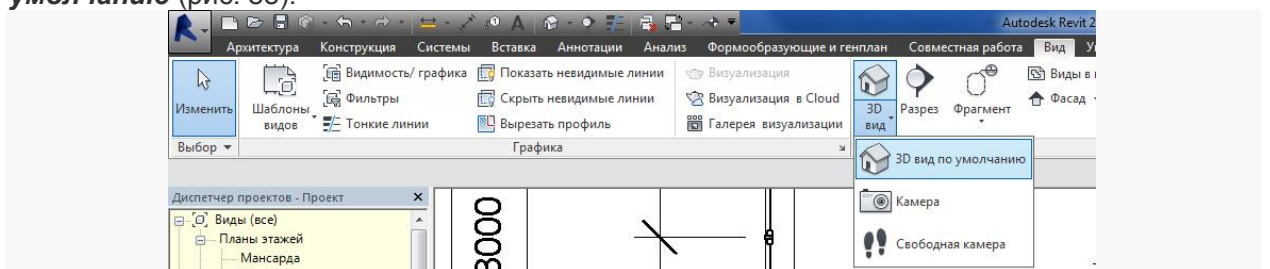 умолчанию (рис. 88).
Autodesk Revit 2
Архитектура Конструкция Системы Вставка Аннотации Анализ Формообразующие и генплан Совместная работа Вид
Изменить
Шаблоны видов
Видимость/ графика
Фильтры
Тонкие линии
Показать невидимые линии
Скрыть невидимые линии
Вырезать профиль
Визуализация
Визуализация в Cloud
Галерея визуализации
3D вид
Разрез
Фрагмент
Виды в
Фасад
Выбор
Графика
3D вид по умолчанию
Камера
Свободная камера
Диспетчер проектов - Проект
Виды (все)
Планы этажей
Мансарда
3000